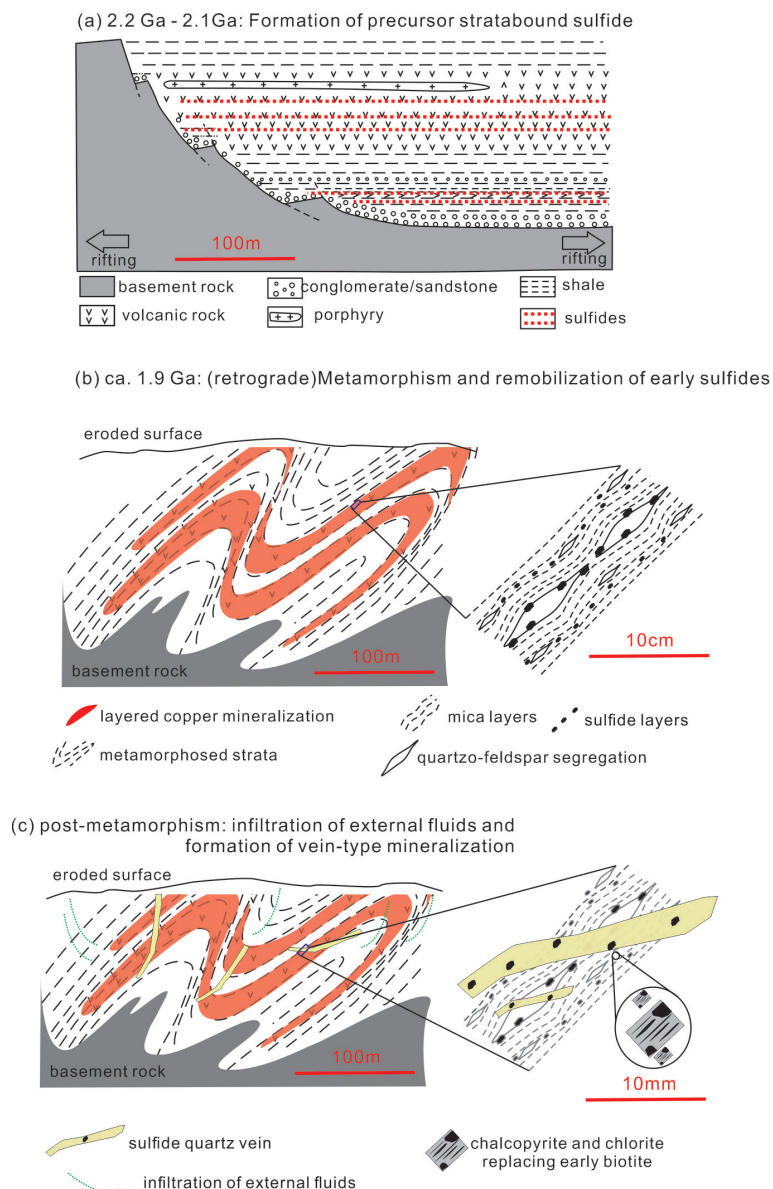 (a) 2.2 Ga - 2.1Ga: Formation of precursor stratabound sulfide
100m
rifting
rifting
basement rock
conglomerate/sandstone
shale
volcanic rock
porphyry
sulfides
(b) ca. 1.9 Ga: (retrograde)Metamorphism and remobilization of early sulfides
eroded surface
basement rock
100m
10cm
layered copper mineralization
mica layers
sulfide layers
metamorphosed strata
quartzo-feldspar segregation
(c) post-metamorphism: infiltration of external fluids and
formation of vein-type mineralization
eroded surface
basement rock
100m
10mm
sulfide quartz vein
chalcopyrite and chlorite
replacing early biotite
infiltration of external fluids